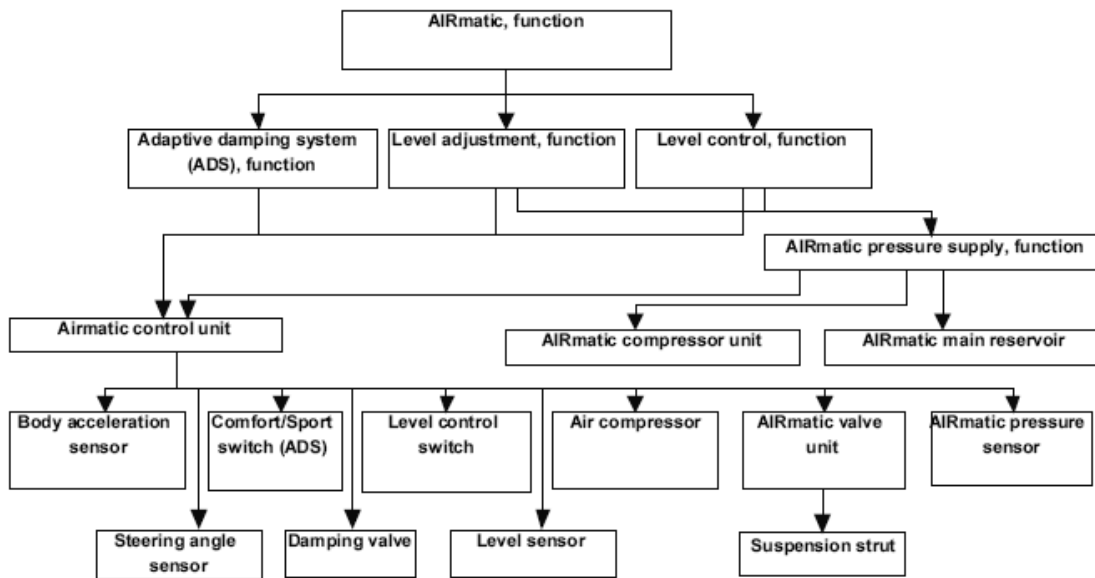 AIRmatic, function
Adaptive damping system
(ADS), function
Level adjustment, function
Level control, function
AIRmatic pressure supply, function
Airmatic control unit
AIRmatic compressor unit
AIRmatic main reservoir
Body acceleration
sensor
Comfort/Sport
switch (ADS)
Level control
switch
Air compressor
AIRmatic valve
unit
AIRmatic pressure
sensor
Steering angle
sensor
Damping valve
Level sensor
Suspension strut